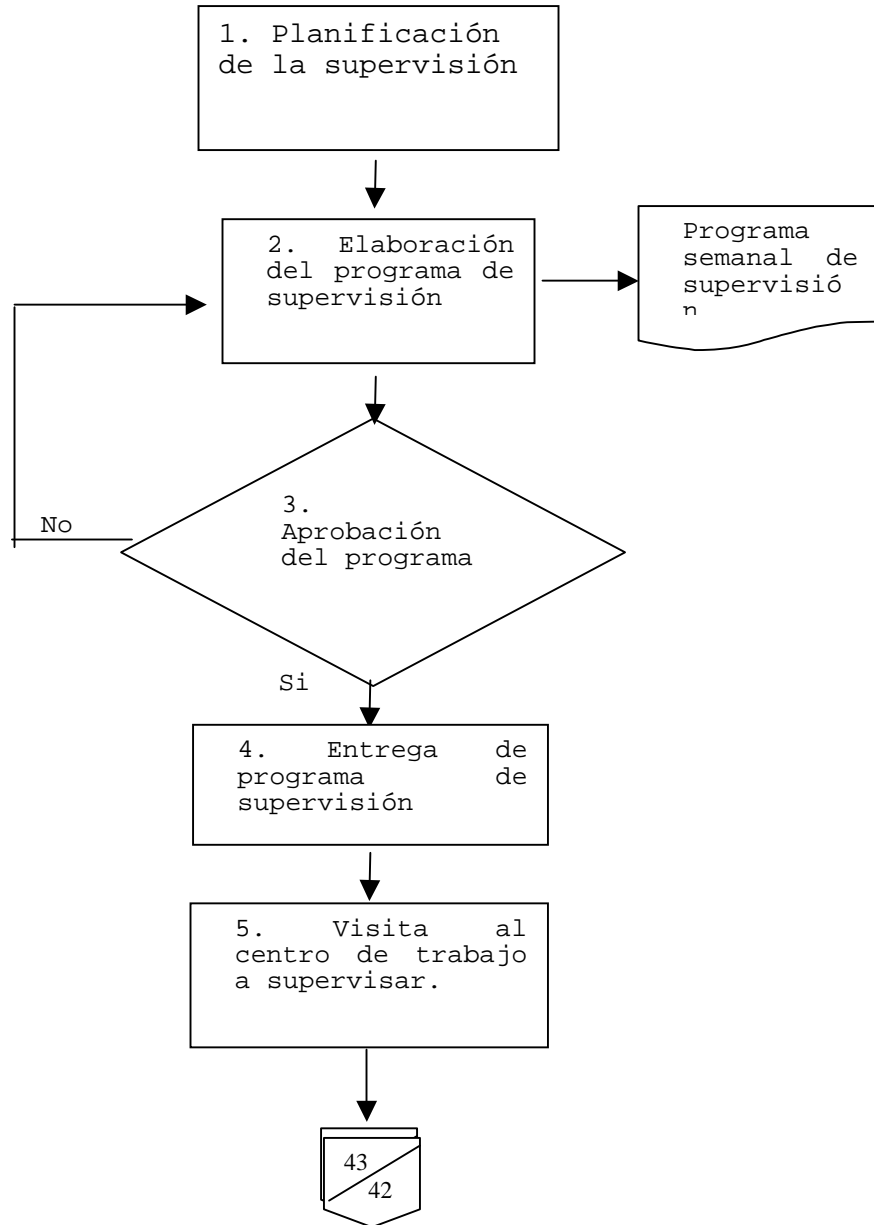 1. Planificación
de la supervisión
2. Elaboración
del programa de
supervisión
Programa
semanal de
supervisió
n
No
3.
Aprobación
del programa
Si
4. Entrega de
programa de
supervisión
5. Visita al
centro de trabajo
a supervisar.
43
42